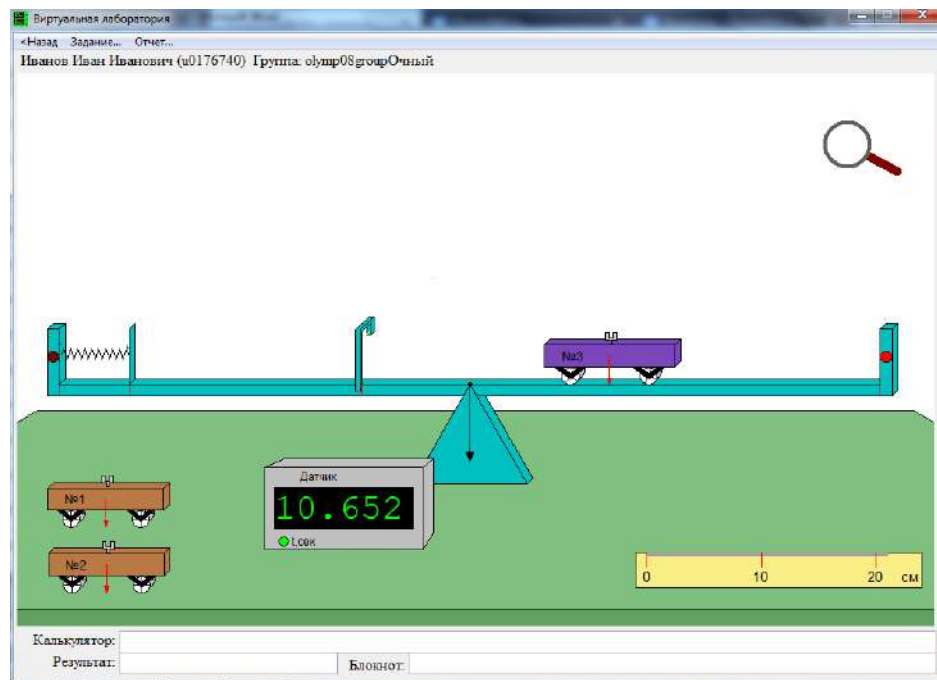 Виртуальная лаборатория
<Назад Задание... Отчет...
Иванов Иван Иванович (u0176740) Группа: olymp08groupОчный
№3
№1
№2
Датчик
10.652
t,сек
0 10 20 см
Калькулятор:
Результат: Блокнот: